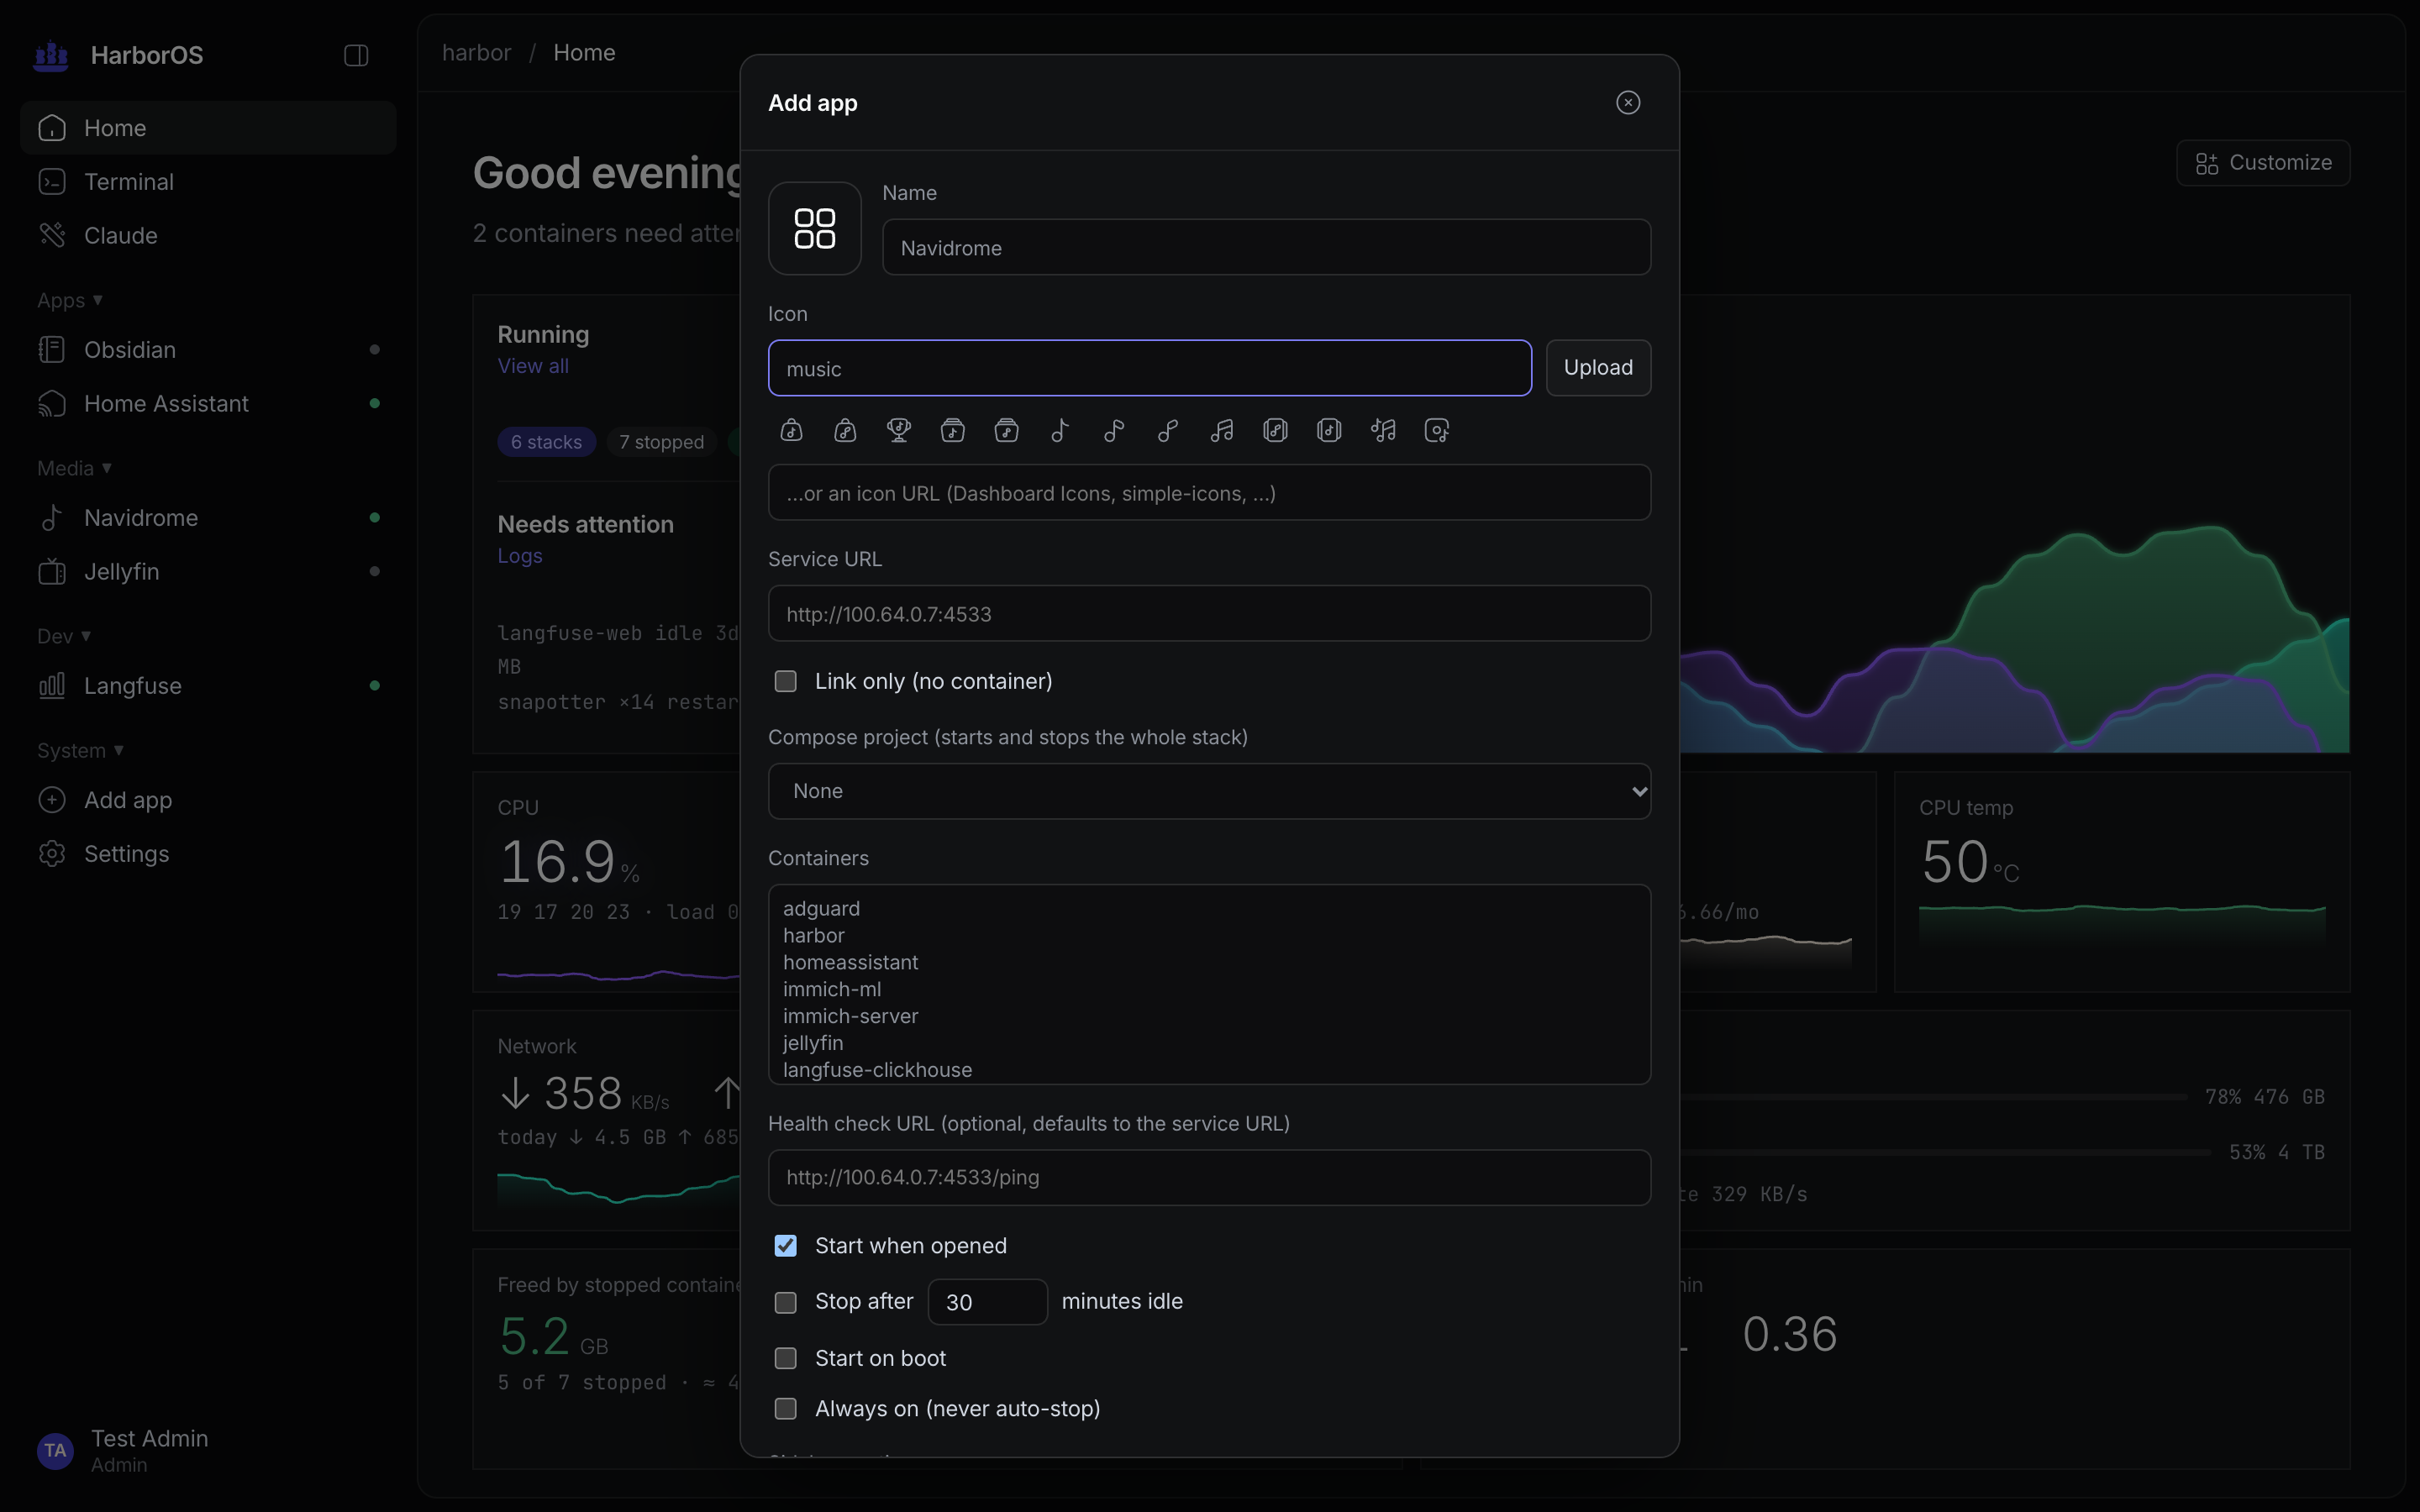 HarborOS
Home
Terminal
Claude
Apps ▾
Obsidian
Home Assistant
Media ▾
Navidrome
Jellyfin
Dev ▾
Langfuse
System ▾
Add app
Settings
TA
Test Admin
Admin
harbor / Home
Good evening
2 containers need
Customize
Running
View all
6 stacks
7 stopped
Needs attention
Logs
langfuse-web idle 3d
MB
snapotter ×14
CPU
16.9 %
19 17 20 23 · load
Network
↓ 358 KB/s ↑
today ↓ 4.5 GB ↑ 685
Freed by stopped
5.2 GB
5 of 7 stopped · ≈ 4
Add app
Name
Navidrome
Icon
music
Upload
...or an icon URL (Dashboard Icons, simple-icons, ...)
Service URL
http://100.64.0.7:4533
Link only (no container)
Compose project (starts and stops the whole stack)
None
Containers
adguard
harbor
homeassistant
immich-ml
immich-server
jellyfin
langfuse-clickhouse
Health check URL (optional, defaults to the service URL)
http://100.64.0.7:4533/ping
Start when opened
Stop after 30 minutes idle
Start on boot
Always on (never auto-stop)
6.66/mo
CPU temp
50 °C
78% 476 GB
53% 4 TB
329 KB/s
0.36